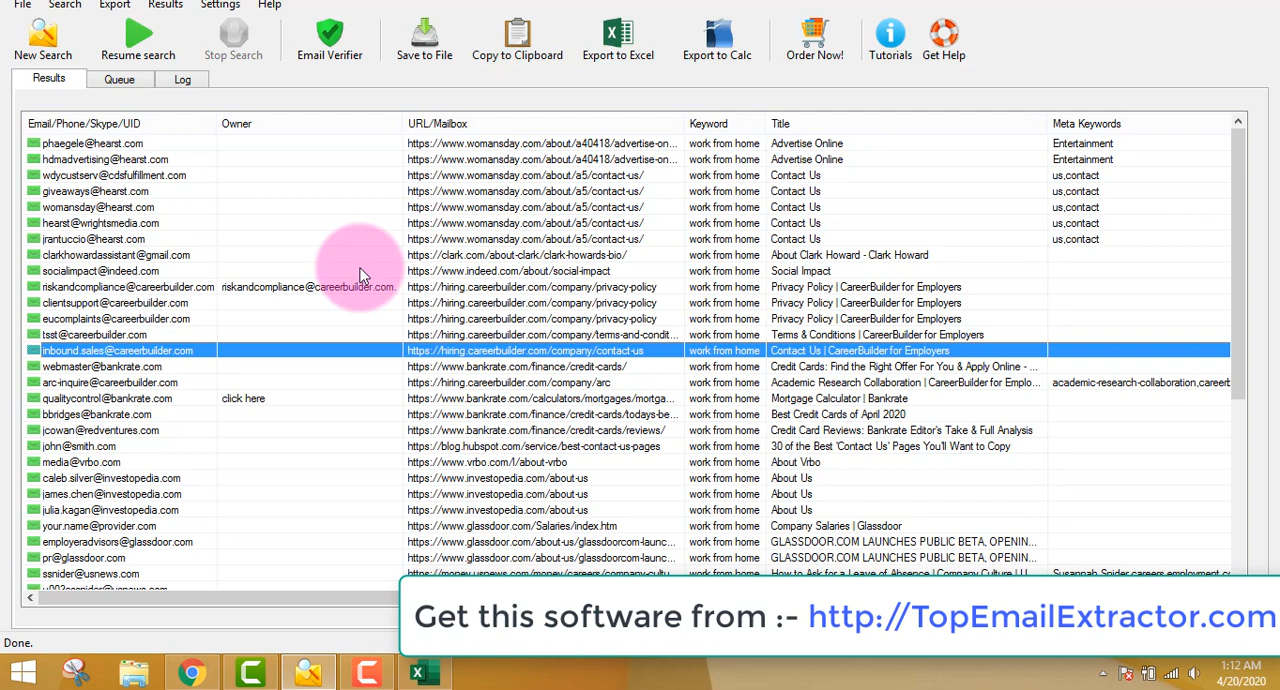 File Search Export Results Settings Help
New Search Resume search Stop Search Email Verifier Save to File Copy to Clipboard Export to Excel Export to Calc Order Now! Tutorials Get Help
Results Queue Log
Email/Phone/Skype/UID Owner URL/Mailbox Keyword Title Meta Keywords
phaegele@hearst.com https://www.womansday.com/about/a40418/advertise-on... work from home Advertise Online Entertainment
hdmadvertising@hearst.com https://www.womansday.com/about/a40418/advertise-on... work from home Advertise Online Entertainment
wdycustserv@cdsfulfillment.com https://www.womansday.com/about/a5/contact-us/ work from home Contact Us us,contact
giveaways@hearst.com https://www.womansday.com/about/a5/contact-us/ work from home Contact Us us,contact
womansday@hearst.com https://www.womansday.com/about/a5/contact-us/ work from home Contact Us us,contact
hearst@wrightsmedia.com https://www.womansday.com/about/a5/contact-us/ work from home Contact Us us,contact
jrantuccio@hearst.com https://www.womansday.com/about/a5/contact-us/ work from home Contact Us us,contact
clarkhowardassistant@gmail.com https://clark.com/about-clark/clark-howards-bio/ work from home About Clark Howard - Clark Howard
socialimpact@indeed.com https://www.indeed.com/about/social-impact work from home Social Impact
riskandcompliance@careerbuilder.com riskandcompliance@careerbuilder.com. https://hiring.careerbuilder.com/company/privacy-policy work from home Privacy Policy | CareerBuilder for Employers
clientsupport@careerbuilder.com https://hiring.careerbuilder.com/company/privacy-policy work from home Privacy Policy | CareerBuilder for Employers
eucomplaints@careerbuilder.com https://hiring.careerbuilder.com/company/privacy-policy work from home Privacy Policy | CareerBuilder for Employers
tsst@careerbuilder.com https://hiring.careerbuilder.com/company/terms-and-condit... work from home Terms & Conditions | CareerBuilder for Employers
inbound.sales@careerbuilder.com https://hiring.careerbuilder.com/company/contact-us work from home Contact Us | CareerBuilder for Employers
webmaster@bankrate.com https://www.bankrate.com/finance/credit-cards/ work from home Credit Cards: Find the Right Offer For You & Apply Online - ...
arc-inquire@careerbuilder.com https://hiring.careerbuilder.com/company/arc work from home Academic Research Collaboration | CareerBuilder for Emplo... academic-research-collaboration,careerb
qualitycontrol@bankrate.com click here https://www.bankrate.com/calculators/mortgages/mortga... work from home Mortgage Calculator | Bankrate
bbridges@bankrate.com https://www.bankrate.com/finance/credit-cards/todays-be... work from home Best Credit Cards of April 2020
jcowan@redventures.com https://www.bankrate.com/finance/credit-cards/reviews/ work from home Credit Card Reviews: Bankrate Editor's Take & Full Analysis
john@smith.com https://blog.hubspot.com/service/best-contact-us-pages work from home 30 of the Best 'Contact Us' Pages You'll Want to Copy
media@vrbo.com https://www.vrbo.com/l/about-vrbo work from home About Vrbo
caleb.silver@investopedia.com https://www.investopedia.com/about-us work from home About Us
james.chen@investopedia.com https://www.investopedia.com/about-us work from home About Us
julia.kagan@investopedia.com https://www.investopedia.com/about-us work from home About Us
your.name@provider.com https://www.glassdoor.com/Salaries/index.htm work from home Company Salaries | Glassdoor
employeradvisors@glassdoor.com https://www.glassdoor.com/about-us/glassdoorcom-launc... work from home GLASSDOOR.COM LAUNCHES PUBLIC BETA, OPENIN...
pr@glassdoor.com https://www.glassdoor.com/about-us/glassdoorcom-launc... work from home GLASSDOOR.COM LAUNCHES PUBLIC BETA, OPENIN...
ssnider@usnews.com https://money.usnews.com/money/careers/company-cultu... work from home How to Ask for a Leave of Absence | Company Culture | U... Susannah Snider,careers,employment,co
Get this software from :- http://TopEmailExtractor.com
Done.
1:12 AM
4/20/2020